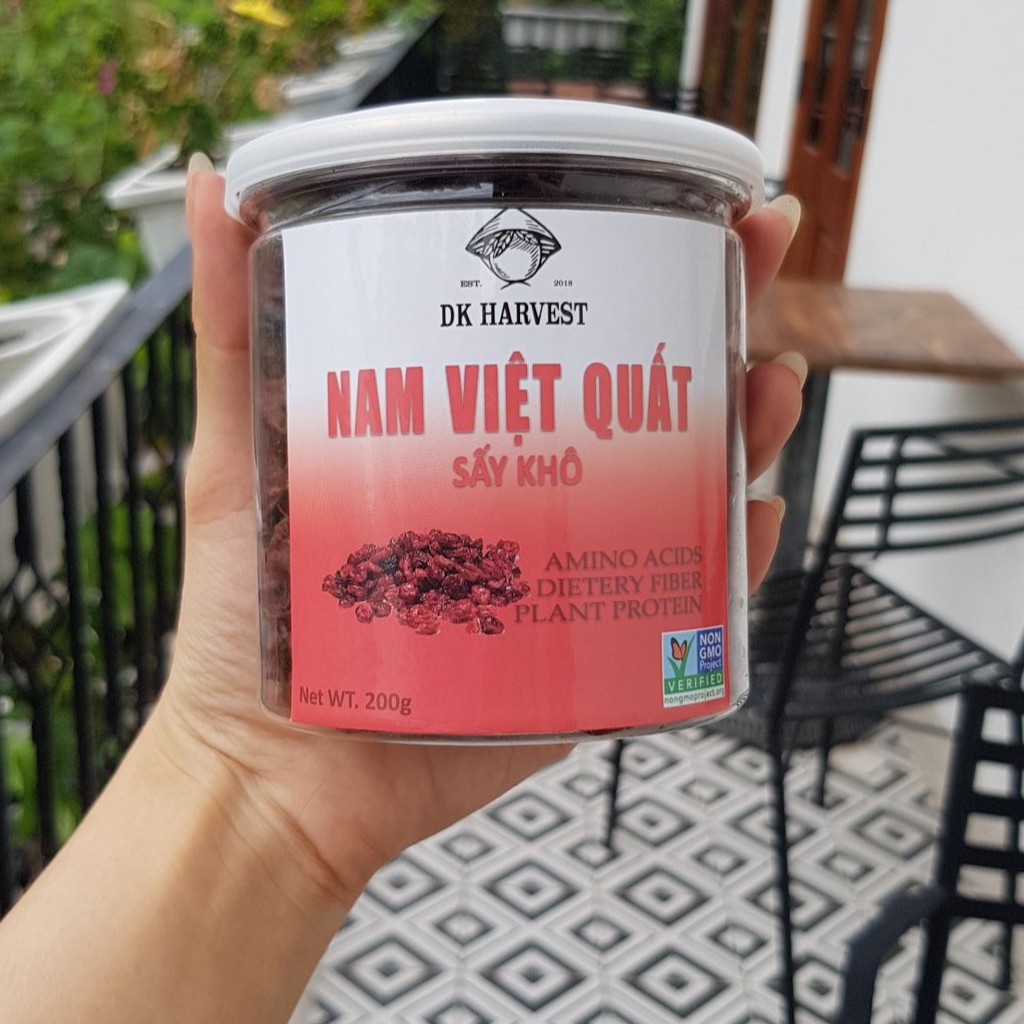 EST. 2018
DK HARVEST
NAM VIỆT QUẤT
SẤY KHÔ
AMINO ACIDS
DIETERY FIBER
PLANT PROTEIN
NON
GMO
Project
VERIFIED
nongmoproject.org
Net WT. 200g